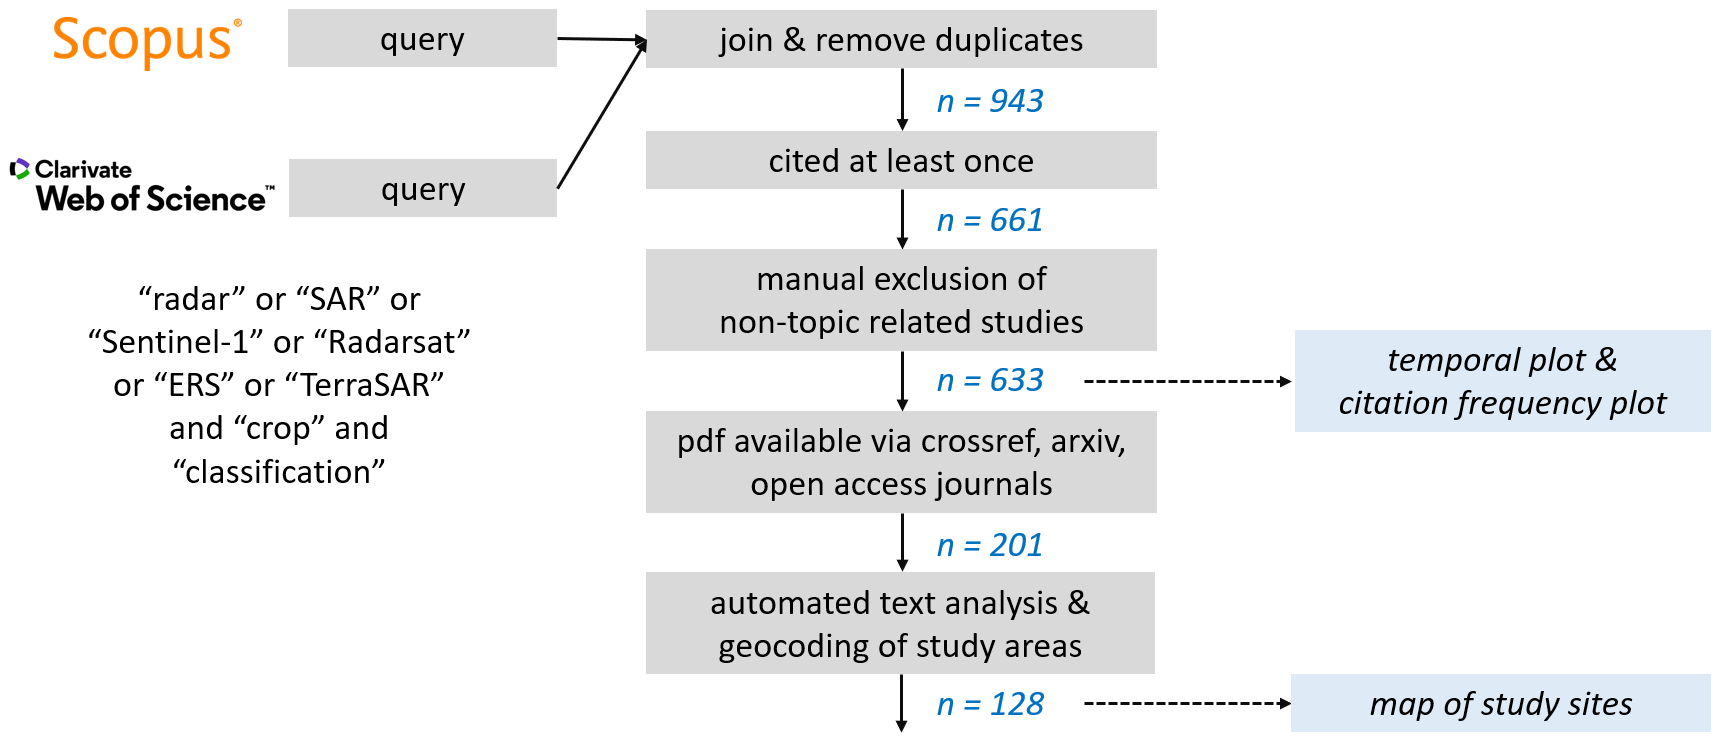 Scopus®
query
Clarivate
Web of Science™
query
“radar” or “SAR” or
“Sentinel-1” or “Radarsat”
or “ERS” or “TerraSAR”
and “crop” and
“classification”
join & remove duplicates
n = 943
cited at least once
n = 661
manual exclusion of
non-topic related studies
n = 633
temporal plot &
citation frequency plot
pdf available via crossref, arxiv,
open access journals
n = 201
automated text analysis &
geocoding of study areas
n = 128
map of study sites